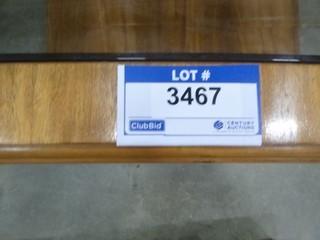 LOT #
3467
ClubBid
CENTURY
AUCTIONS